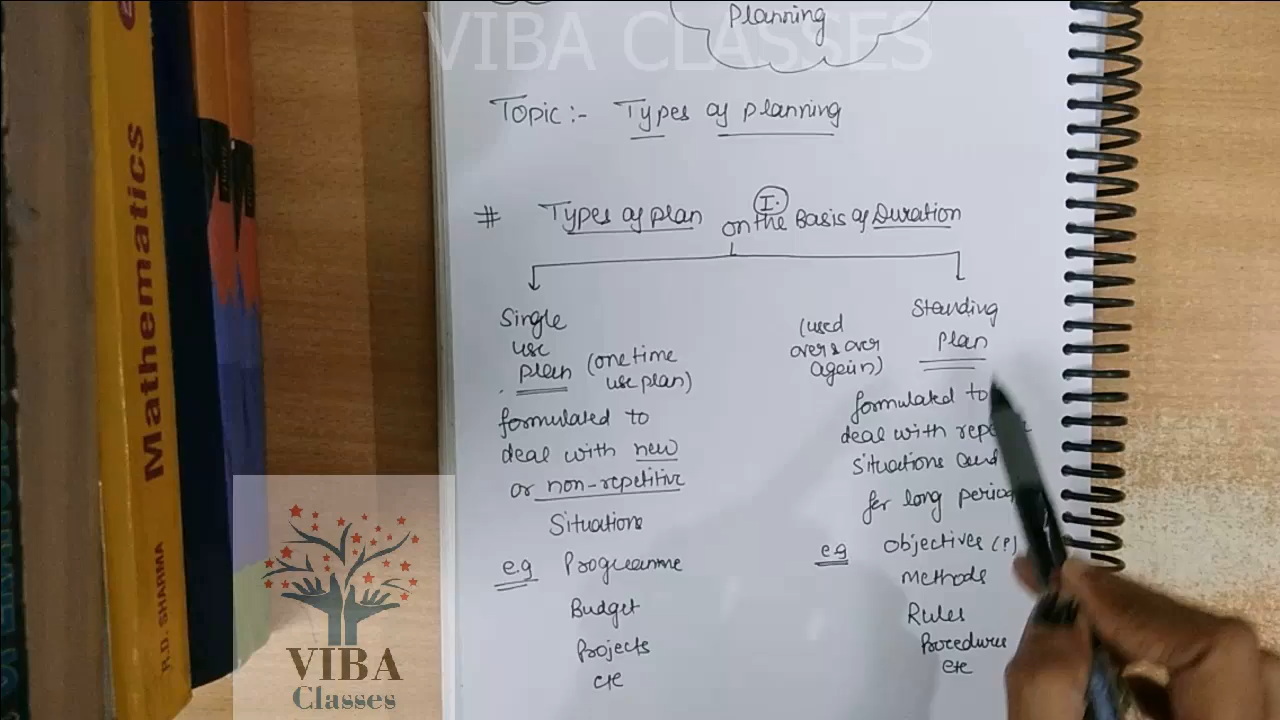 Planning
VIBA CLASSES
Topic:- Types of planning
# Types of plan on the Basis of Duration
I.
Single
use
plan (one time
use plan)
formulated to
deal with new
or non-repetitive
Situations
e.g Programme
Budget
Projects
etc
Standing
Plan
(used
over & over
again)
formulated to
deal with
situations and
for long period
e.g Objectives (P)
Methods
Rules
Procedures
etc
Mathematics
R.D. SHARMA
VIBA
Classes